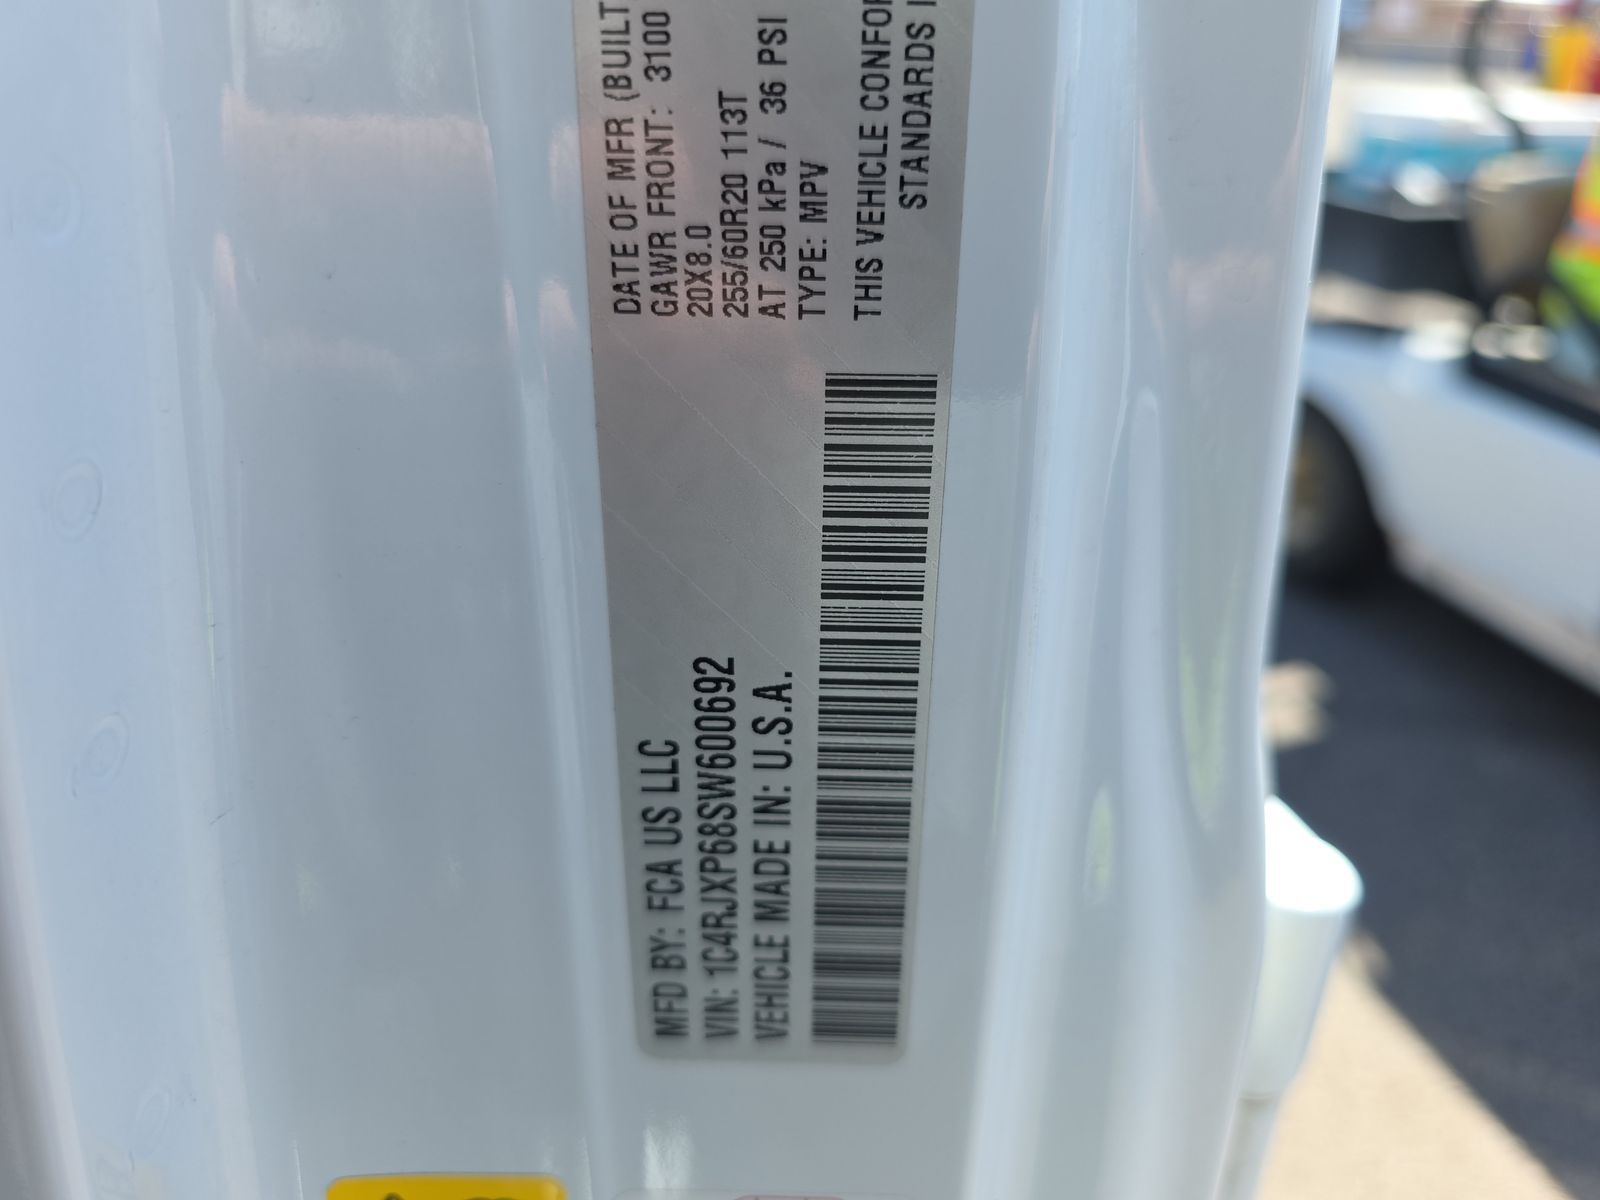 MFD BY: FCA US LLC
VIN: 1C4RJXP68SW600692
VEHICLE MADE IN: U.S.A.
DATE OF MFR (BUILT
GAWR FRONT: 3100
20X8.0
255/60R20 113T
AT 250 kPa / 36 PSI
TYPE: MPV
THIS VEHICLE
STANDARDS